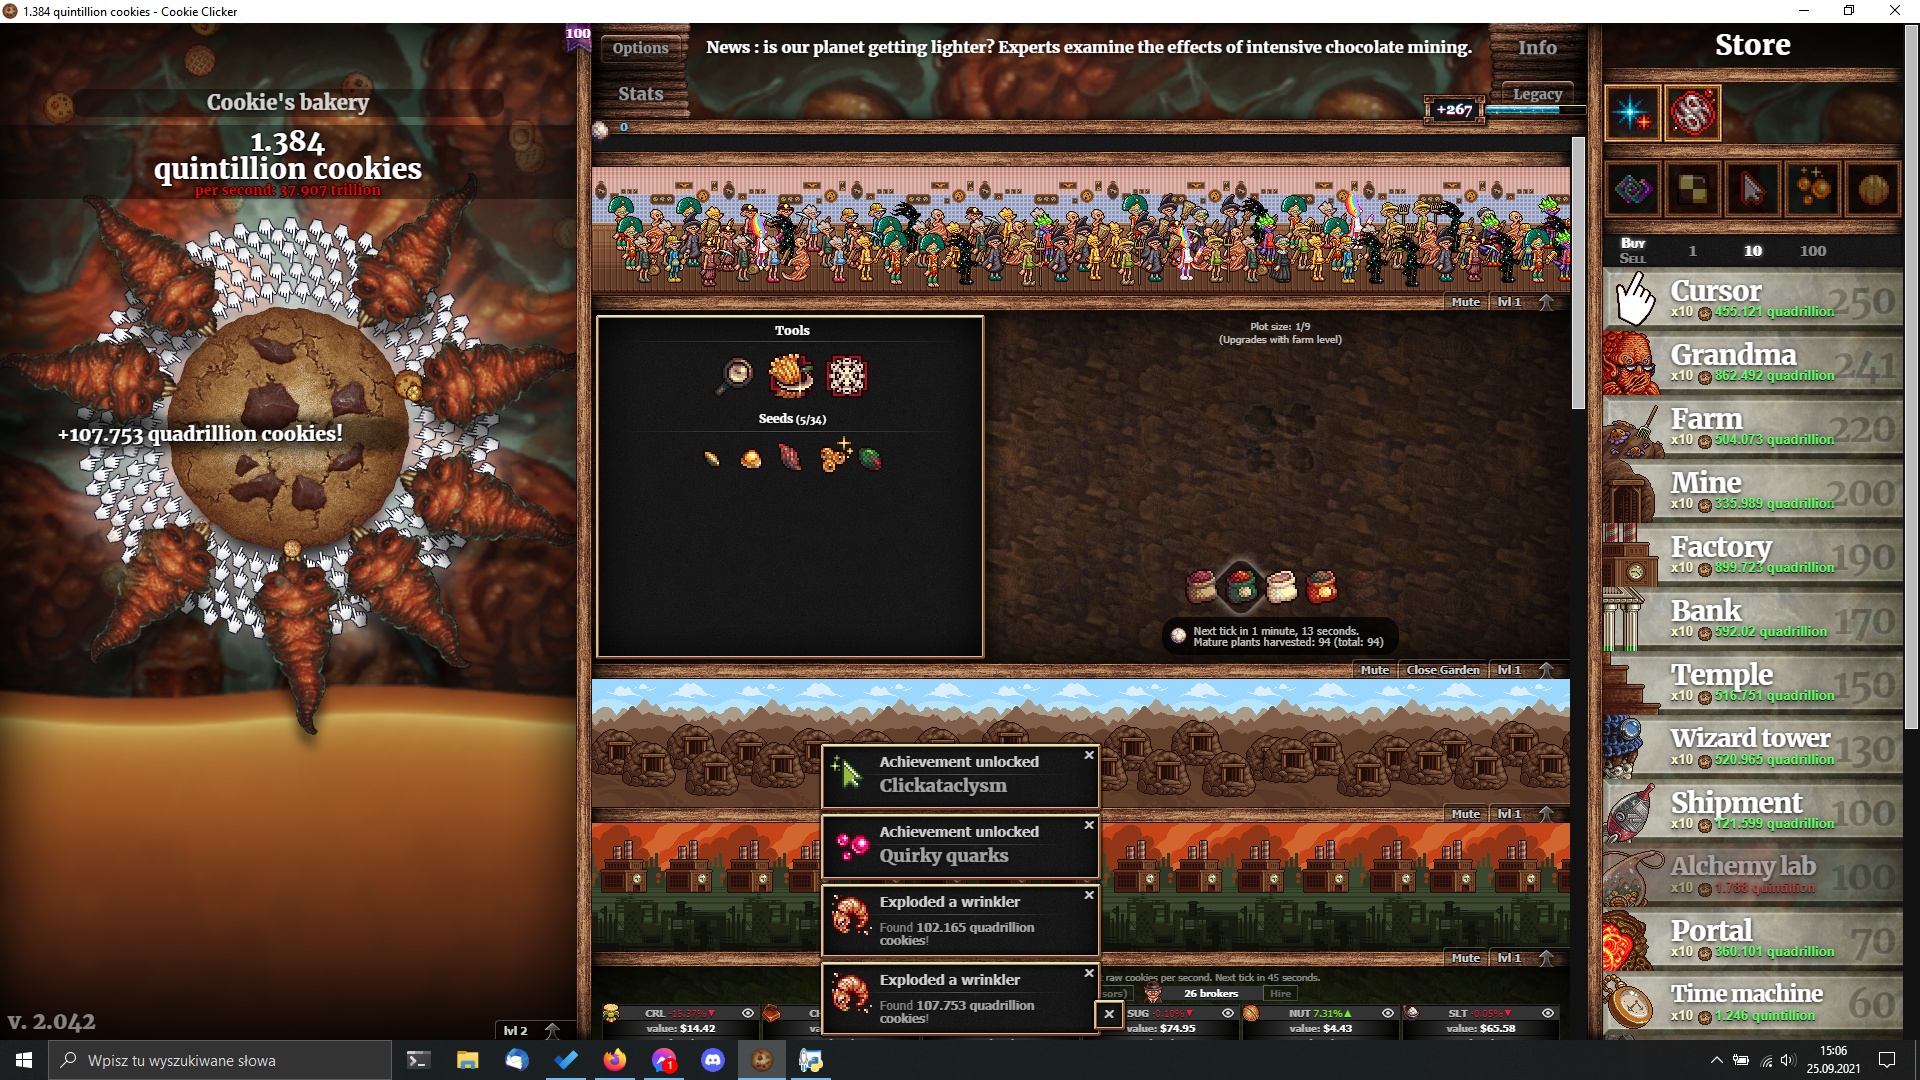 1.384 quintillion cookies - Cookie Clicker
100
Options
Stats
News : is our planet getting lighter? Experts examine the effects of intensive chocolate mining.
Info
Legacy
+267
0
Cookie's bakery
1.384
quintillion cookies
per second: 37.907 trillion
+107.753 quadrillion cookies!
v. 2.042
lvl 2
Mute
lvl 1
Tools
Seeds (5/34)
Plot size: 1/9
(Upgrades with farm level)
Next tick in 1 minute, 13 seconds.
Mature plants harvested: 94 (total: 94)
Mute
Close Garden
lvl 1
Mute
lvl 1
Mute
lvl 1
Achievement unlocked
Clickataclysm
Achievement unlocked
Quirky quarks
Exploded a wrinkler
Found 102.165 quadrillion
cookies!
Exploded a wrinkler
Found 107.753 quadrillion
cookies!
raw cookies per second. Next tick in 45 seconds.
26 brokers
Hire
CRL -15.37%
value: $14.42
SUG -0.10%
value: $74.95
NUT 7.31%
value: $4.43
SLT -0.05%
value: $65.58
Store
Buy
Sell
1
10
100
Cursor
x10 455.121 quadrillion
250
Grandma
x10 862.492 quadrillion
241
Farm
x10 504.073 quadrillion
220
Mine
x10 335.989 quadrillion
200
Factory
x10 899.723 quadrillion
190
Bank
x10 592.02 quadrillion
170
Temple
x10 516.751 quadrillion
150
Wizard tower
x10 520.965 quadrillion
130
Shipment
x10 121.599 quadrillion
100
Alchemy lab
x10 1.788 quintillion
100
Portal
x10 360.101 quadrillion
70
Time machine
x10 1.246 quintillion
60
Wpisz tu wyszukiwane słowa
1
15:06
25.09.2021